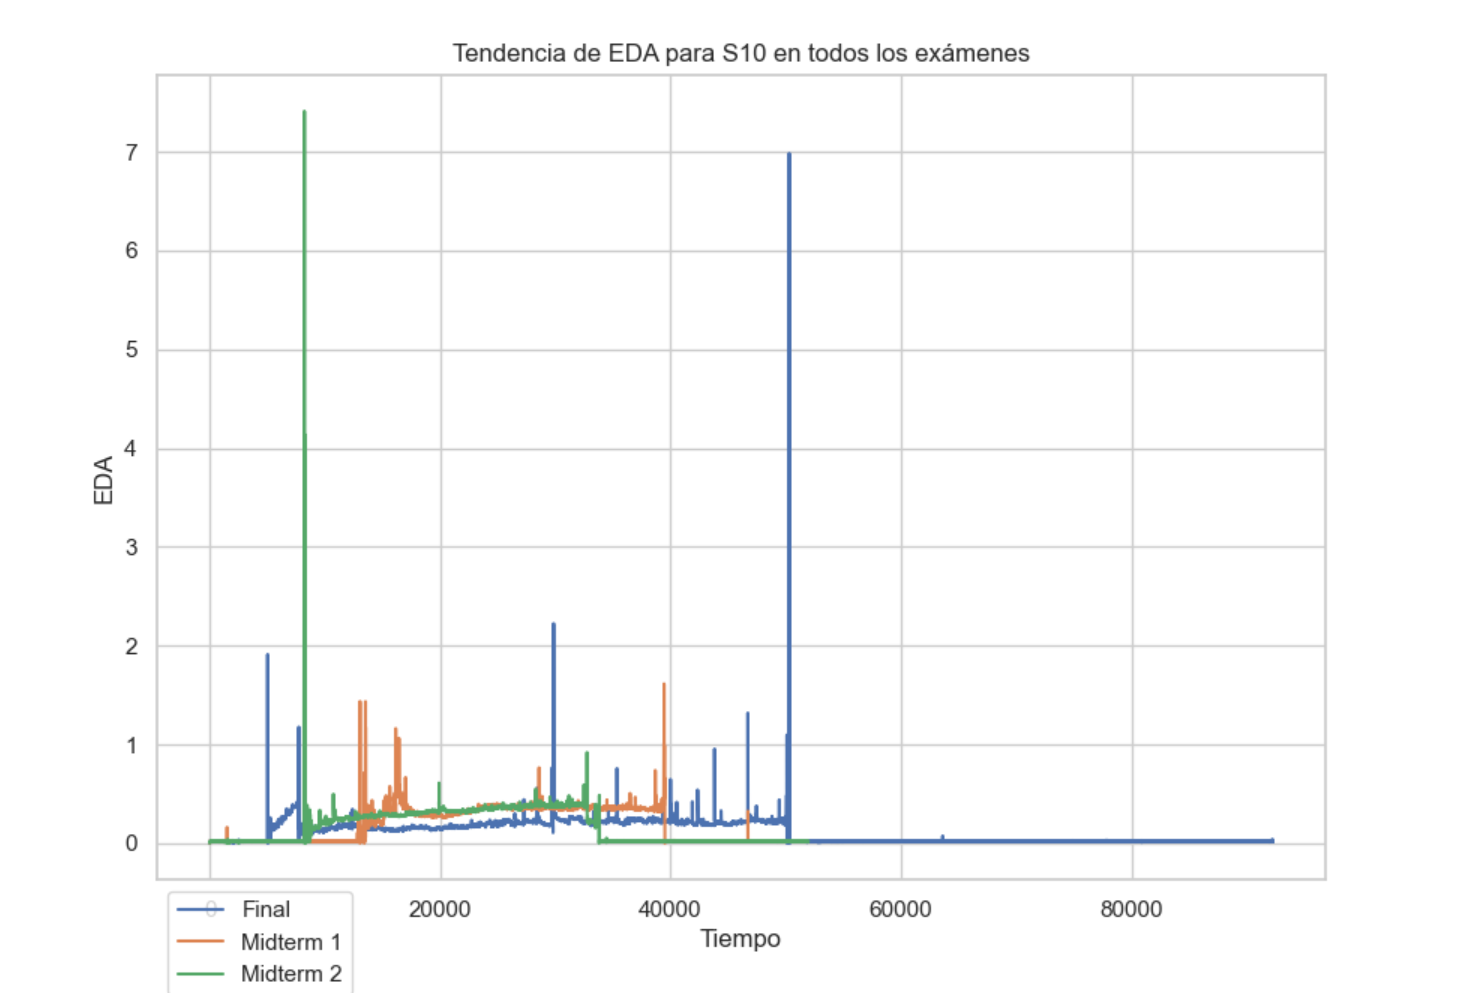 Tendencia de EDA para S10 en todos los exámenes
7
6
5
4
3
2
1
0
EDA
0
20000
40000
60000
80000
Tiempo
Final
Midterm 1
Midterm 2